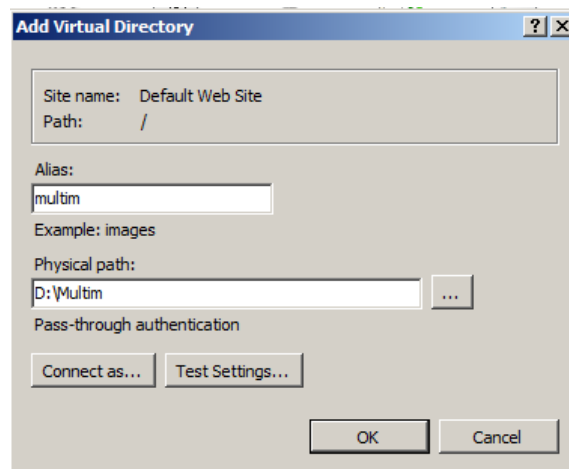 Add Virtual Directory
Site name: Default Web Site
Path: /
Alias:
multim
Example: images
Physical path:
D:\Multim
...
Pass-through authentication
Connect as... Test Settings...
OK Cancel